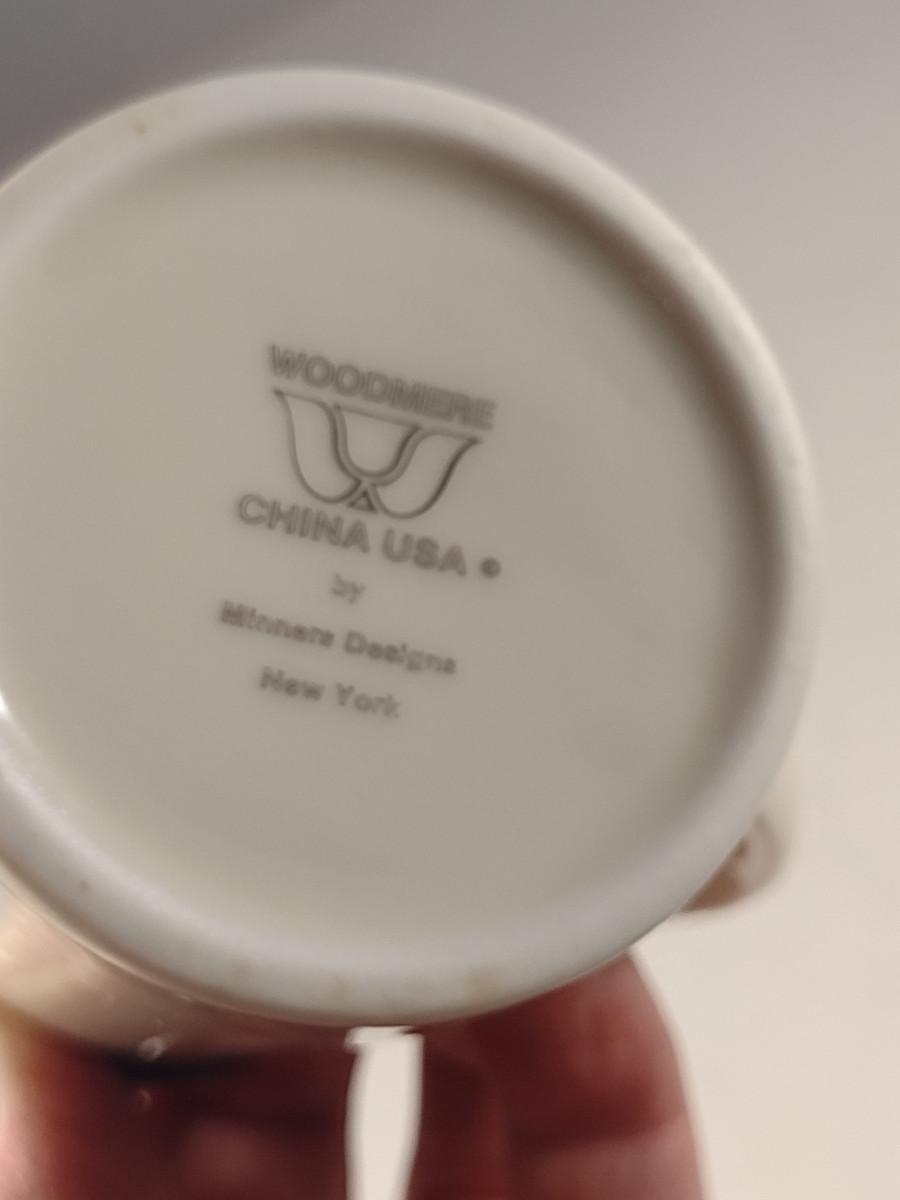 WOODMERE
CHINA USA ©
by
Minners Designs
New York